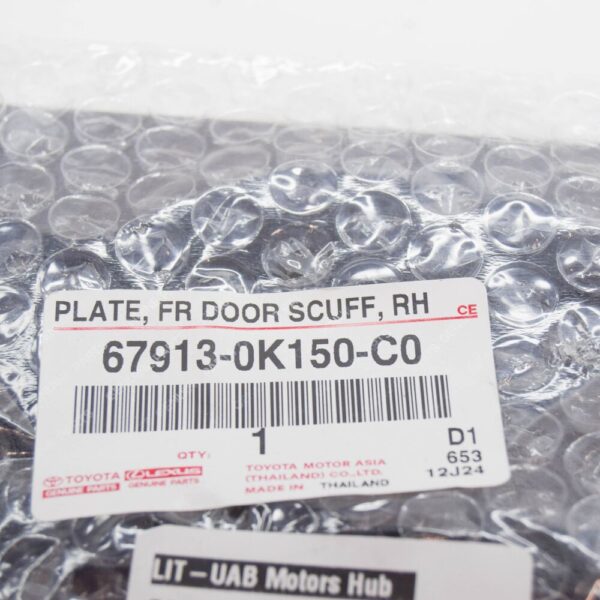 PLATE, FR DOOR SCUFF, RH CE
67913-0K150-C0
QTY: 1 D1
653
12J24
TOYOTA
GENUINE PARTS
LEXUS
GENUINE PARTS
TOYOTA MOTOR ASIA
(THAILAND) CO.,LTD.
MADE IN THAILAND
LIT – UAB Motors Hub